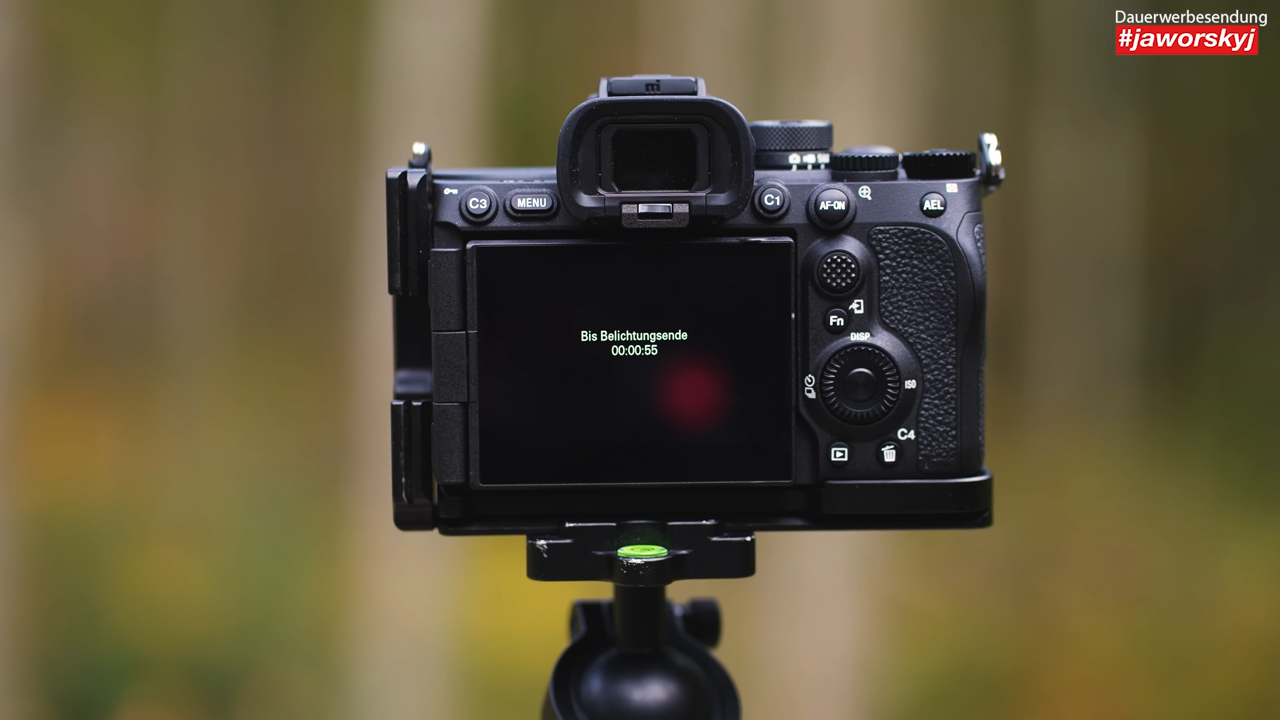 Dauerwerbesendung
#jaworskyj
C3
MENU
C1
AF-ON
AEL
Fn
DISP
ISO
C4
Bis Belichtungsende
00:00:55